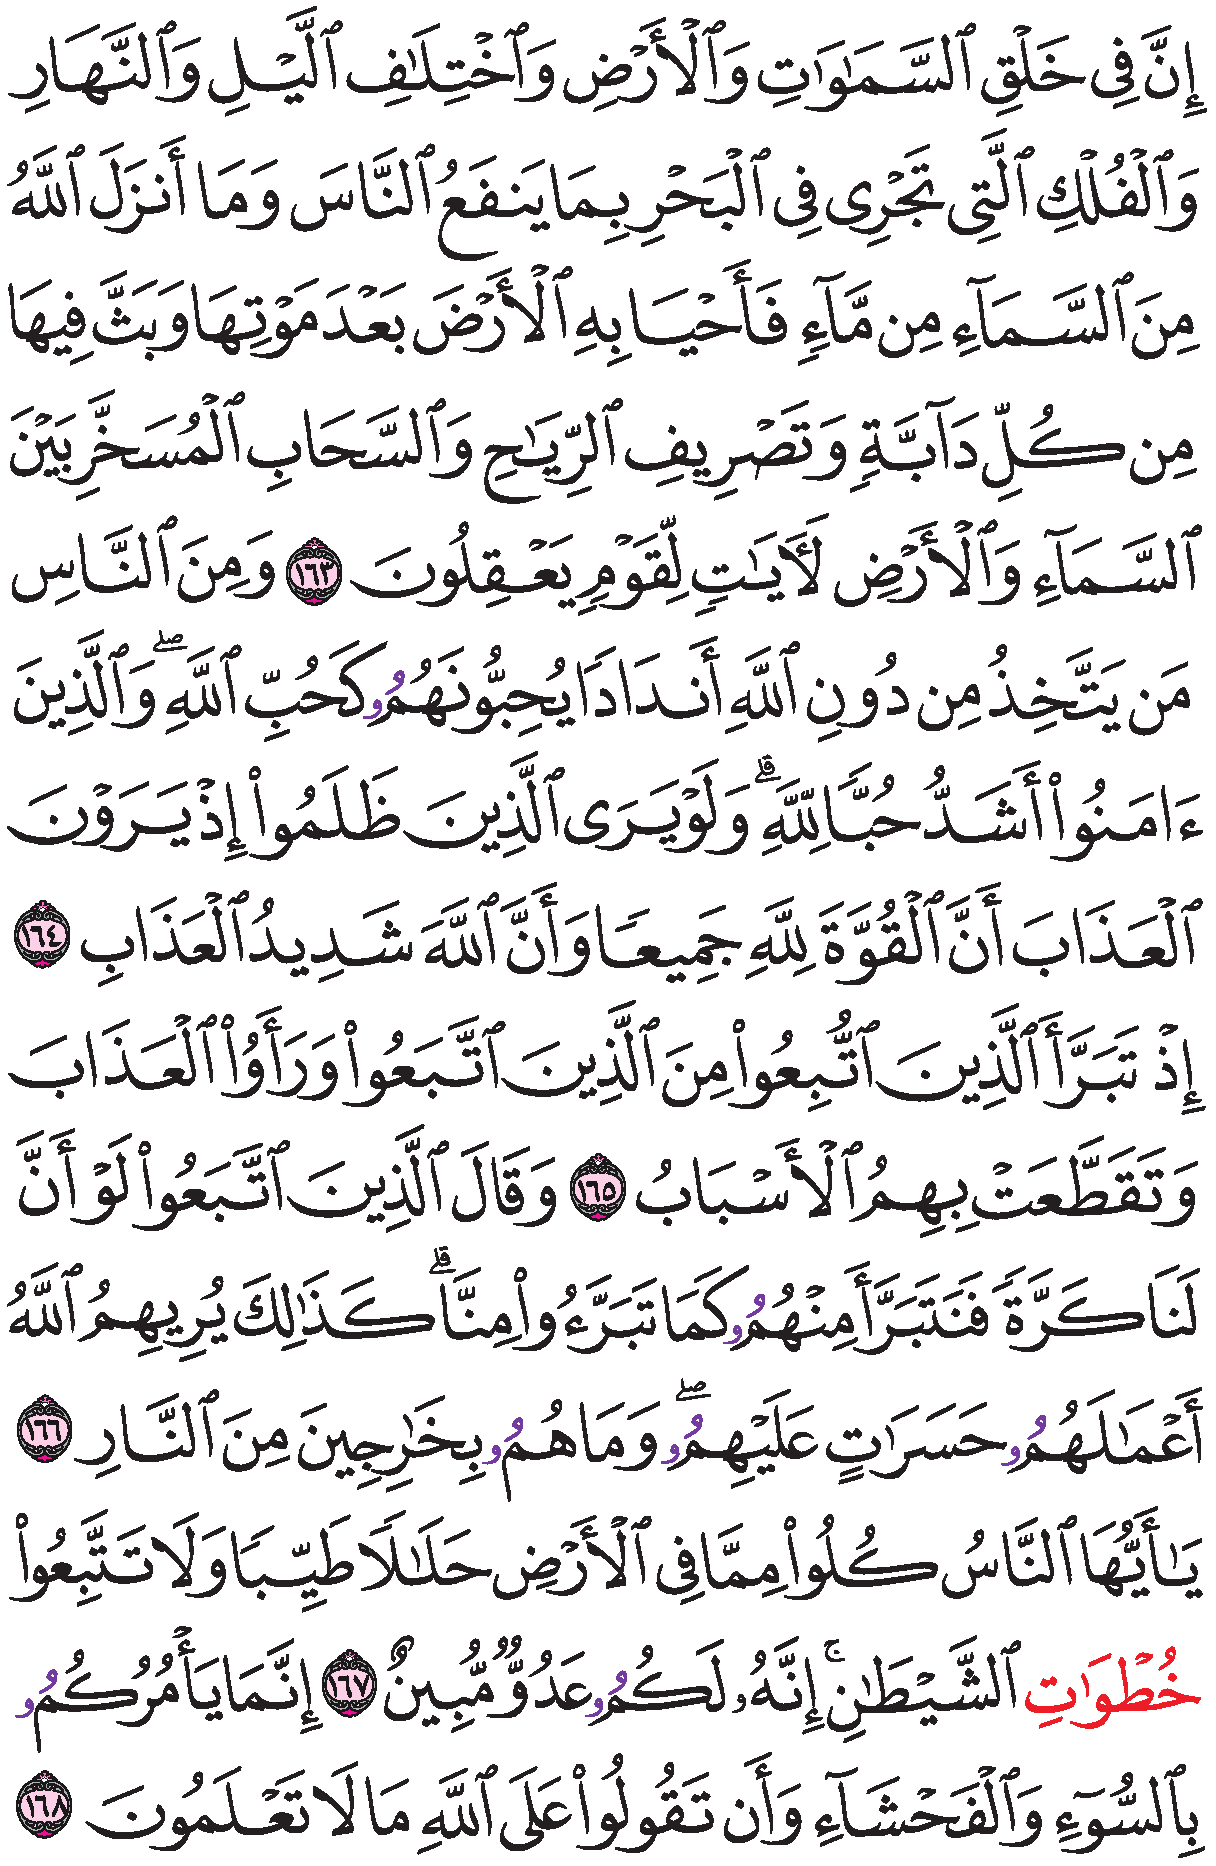 إِنَّ فِى خَلْقِ ٱلسَّمَٰوَٰتِ وَٱلْأَرْضِ وَٱخْتِلَٰفِ ٱلَّيْلِ وَٱلنَّهَارِ
وَٱلْفُلْكِ ٱلَّتِى تَجْرِى فِى ٱلْبَحْرِ بِمَا يَنفَعُ ٱلنَّاسَ وَمَا أَنزَلَ ٱللَّهُ
مِنَ ٱلسَّمَآءِ مِن مَّآءٍ فَأَحْيَا بِهِ ٱلْأَرْضَ بَعْدَ مَوْتِهَا وَبَثَّ فِيهَا
مِن كُلِّ دَآبَّةٍ وَتَصْرِيفِ ٱلرِّيَٰحِ وَٱلسَّحَابِ ٱلْمُسَخَّرِ بَيْنَ
ٱلسَّمَآءِ وَٱلْأَرْضِ لَأٓيَٰتٍ لِّقَوْمٍ يَعْقِلُونَ ١٦٣ وَمِنَ ٱلنَّاسِ
مَن يَتَّخِذُ مِن دُونِ ٱللَّهِ أَندَادًا يُحِبُّونَهُمُۥ كَحُبِّ ٱللَّهِۖ وَٱلَّذِينَ
ءَامَنُوا۟ أَشَدُّ حُبًّا لِلَّهِۗ وَلَوْ يَرَى ٱلَّذِينَ ظَلَمُوا۟ إِذْ يَرَوْنَ
ٱلْعَذَابَ أَنَّ ٱلْقُوَّةَ لِلَّهِ جَمِيعًا وَأَنَّ ٱللَّهَ شَدِيدُ ٱلْعَذَابِ ١٦٤
إِذْ تَبَرَّأَ ٱلَّذِينَ ٱتُّبِعُوا۟ مِنَ ٱلَّذِينَ ٱتَّبَعُوا۟ وَرَأَوُا۟ ٱلْعَذَابَ
وَتَقَطَّعَتْ بِهِمُ ٱلْأَسْبَابُ ١٦٥ وَقَالَ ٱلَّذِينَ ٱتَّبَعُوا۟ لَوْ أَنَّ
لَنَا كَرَّةً فَنَتَبَرَّأَ مِنْهُمُۥ كَمَا تَبَرَّءُوا۟ مِنَّاۗ كَذَٰلِكَ يُرِيهِمُ ٱللَّهُ
أَعْمَٰلَهُمُۥ حَسَرَٰتٍ عَلَيْهِمُۥۖ وَمَا هُمُۥ بِخَٰرِجِينَ مِنَ ٱلنَّارِ ١٦٦
يَٰأَيُّهَا ٱلنَّاسُ كُلُوا۟ مِمَّا فِى ٱلْأَرْضِ حَلَٰلًا طَيِّبًا وَلَا تَتَّبِعُوا۟
خُطْوَٰتِ ٱلشَّيْطَٰنِۚ إِنَّهُۥ لَكُمُۥ عَدُوٌّ مُّبِينٌ ١٦٧ إِنَّمَا يَأْمُرُكُمُۥ
بِٱلسُّوٓءِ وَٱلْفَحْشَآءِ وَأَن تَقُولُوا۟ عَلَى ٱللَّهِ مَا لَا تَعْلَمُونَ ١٦٨